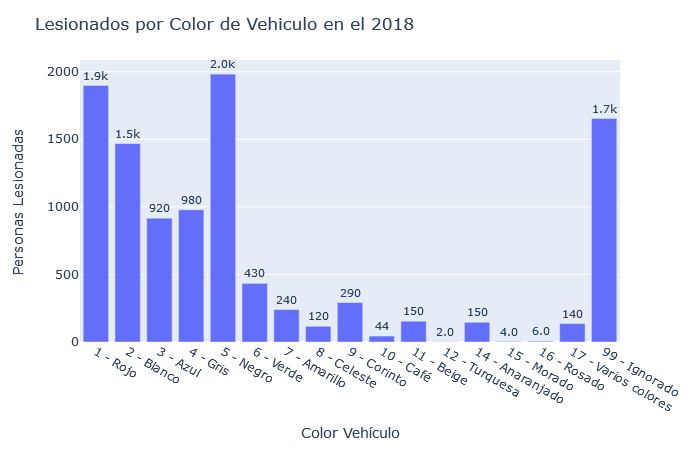 Lesionados por Color de Vehiculo en el 2018
Personas Lesionadas
2000
1500
1000
500
0
1.9k
1.5k
920
980
2.0k
430
240
120
290
44
150
2.0
150
4.0
6.0
140
1.7k
1 - Rojo
2 - Blanco
3 - Azul
4 - Gris
5 - Negro
6 - Verde
7 - Amarillo
8 - Celeste
9 - Corinto
10 - Café
11 - Beige
12 - Turquesa
14 - Anaranjado
15 - Morado
16 - Rosado
17 - Varios colores
99 - Ignorado
Color Vehículo